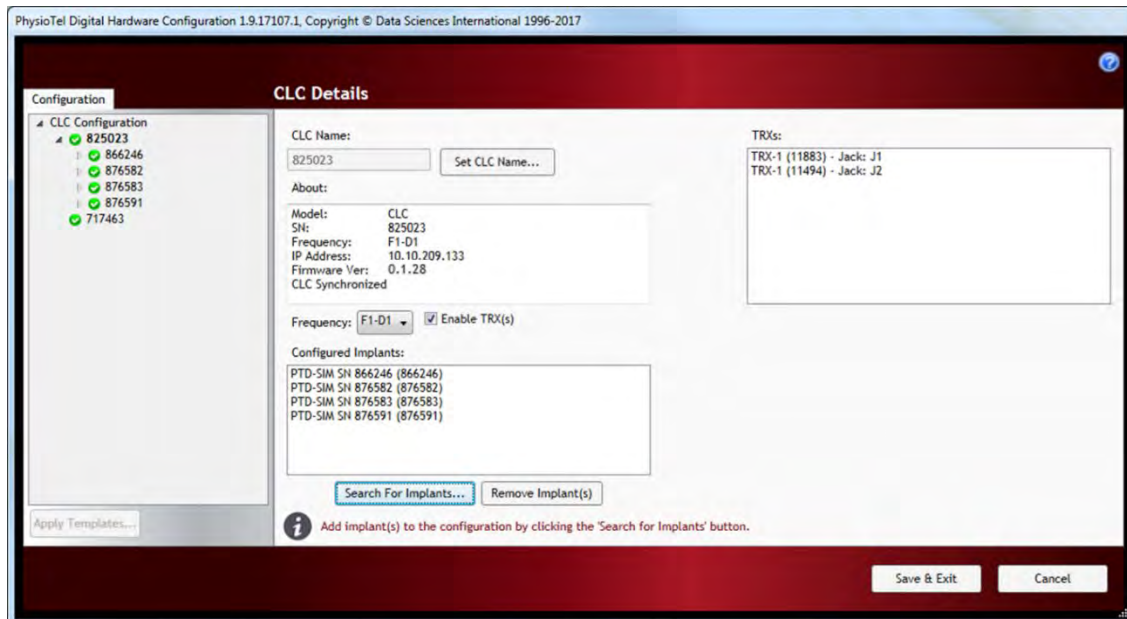 PhysioTel Digital Hardware Configuration 1.9.17107.1, Copyright © Data Sciences International 1996-2017
Configuration
CLC Details
CLC Configuration
825023
866246
876582
876583
876591
717463
Apply Templates...
CLC Name:
825023
Set CLC Name...
About:
Model: CLC
SN: 825023
Frequency: F1-D1
IP Address: 10.10.209.133
Firmware Ver: 0.1.28
CLC Synchronized
Frequency: F1-D1 Enable TRX(s)
Configured Implants:
PTD-SIM SN 866246 (866246)
PTD-SIM SN 876582 (876582)
PTD-SIM SN 876583 (876583)
PTD-SIM SN 876591 (876591)
Search For Implants... Remove Implant(s)
Add implant(s) to the configuration by clicking the 'Search for Implants' button.
TRXs:
TRX-1 (11883) - Jack: J1
TRX-1 (11494) - Jack: J2
Save & Exit
Cancel